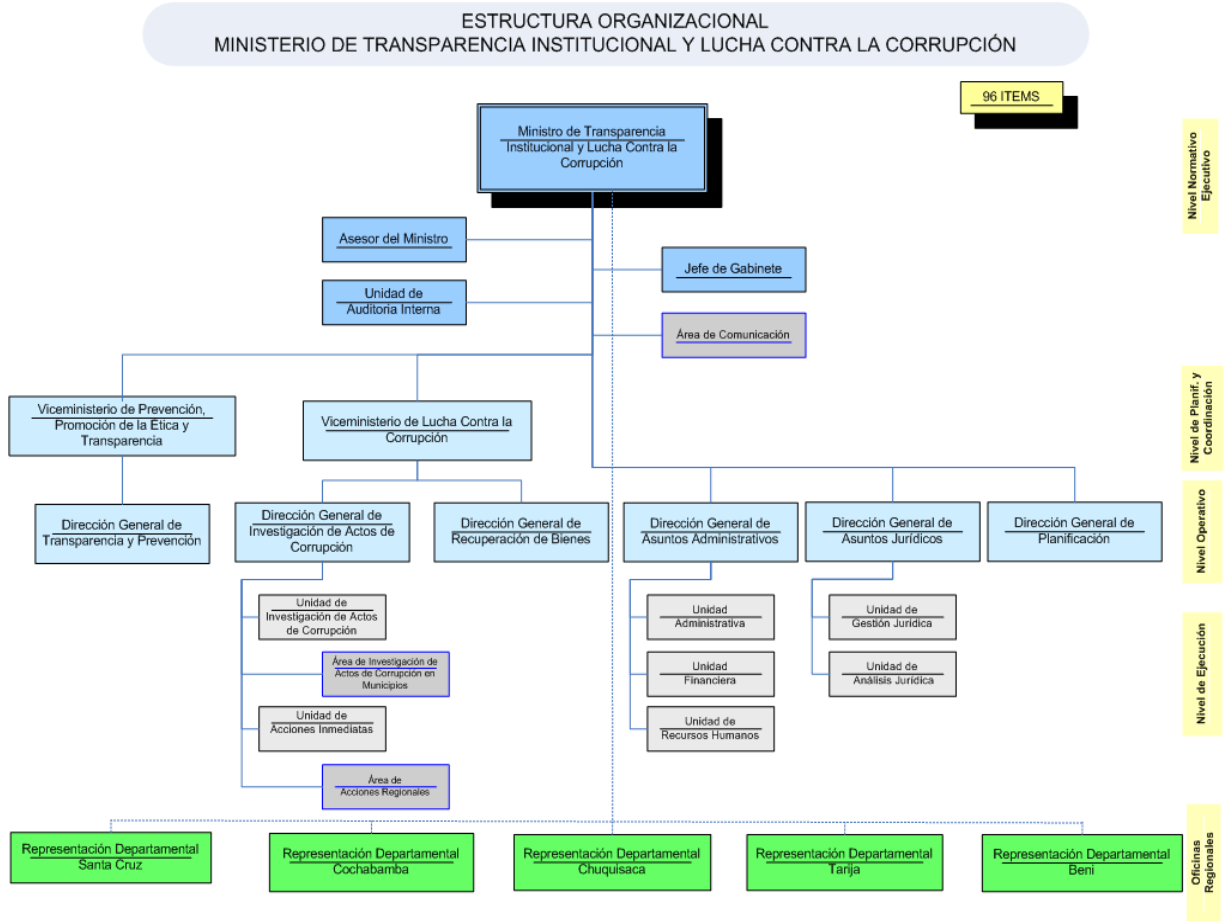 ESTRUCTURA ORGANIZACIONAL
MINISTERIO DE TRANSPARENCIA INSTITUCIONAL Y LUCHA CONTRA LA CORRUPCIÓN
96 ITEMS
Ministro de Transparencia
Institucional y Lucha Contra la
Corrupción
Nivel Normativo
Ejecutivo
Asesor del Ministro
Jefe de Gabinete
Unidad de
Auditoria Interna
Área de Comunicación
Viceministerio de Prevención,
Promoción de la Ética y
Transparencia
Viceministerio de Lucha Contra la
Corrupción
Nivel de Planif. y
Coordinación
Dirección General de
Transparencia y Prevención
Dirección General de
Investigación de Actos de
Corrupción
Dirección General de
Recuperación de Bienes
Dirección General de
Asuntos Administrativos
Dirección General de
Asuntos Jurídicos
Dirección General de
Planificación
Nivel Operativo
Unidad de
Investigación de Actos
de Corrupción
Área de Investigación de
Actos de Corrupción en
Municipios
Unidad de
Acciones Inmediatas
Área de
Acciones Regionales
Unidad
Administrativa
Unidad
Financiera
Unidad de
Recursos Humanos
Unidad de
Gestión Jurídica
Unidad de
Análisis Jurídica
Nivel de Ejecución
Representación Departamental
Santa Cruz
Representación Departamental
Cochabamba
Representación Departamental
Chuquisaca
Representación Departamental
Tarija
Representación Departamental
Beni
Oficinas
Regionales